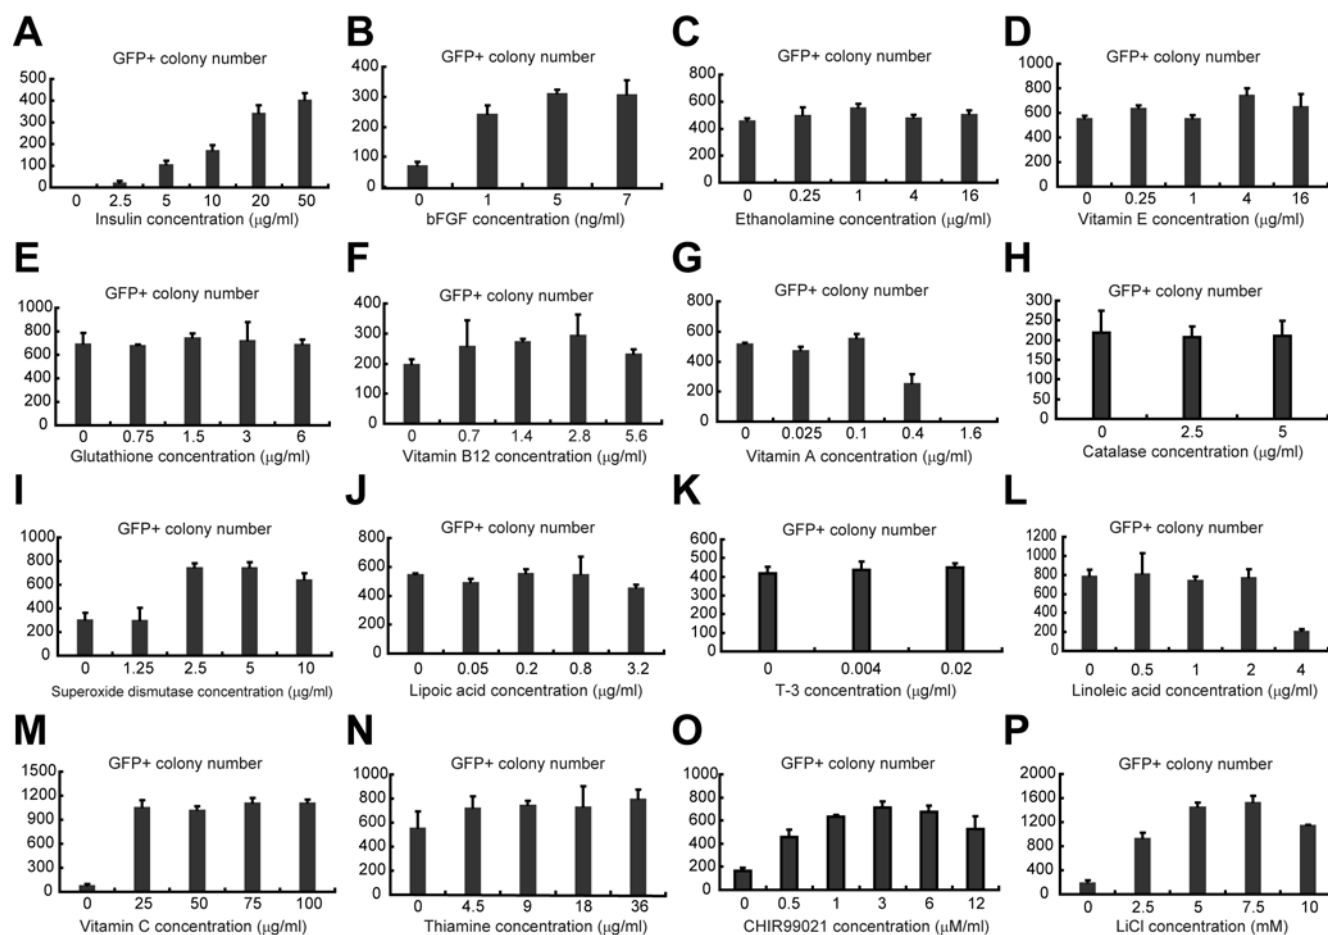 A
GFP+ colony number
500
400
300
200
100
0
0 2.5 5 10 20 50
Insulin concentration (μg/ml)
B
GFP+ colony number
400
300
200
100
0
0 1 5 7
bFGF concentration (ng/ml)
C
GFP+ colony number
800
600
400
200
0
0 0.25 1 4 16
Ethanolamine concentration (μg/ml)
D
GFP+ colony number
1000
800
600
400
200
0
0 0.25 1 4 16
Vitamin E concentration (μg/ml)
E
GFP+ colony number
1000
800
600
400
200
0
0 0.75 1.5 3 6
Glutathione concentration (μg/ml)
F
GFP+ colony number
400
300
200
100
0
0 0.7 1.4 2.8 5.6
Vitamin B12 concentration (μg/ml)
G
GFP+ colony number
800
600
400
200
0
0 0.025 0.1 0.4 1.6
Vitamin A concentration (μg/ml)
H
GFP+ colony number
300
250
200
150
100
50
0
0 2.5 5
Catalase concentration (μg/ml)
I
GFP+ colony number
1000
800
600
400
200
0
0 1.25 2.5 5 10
Superoxide dismutase concentration (μg/ml)
J
GFP+ colony number
800
600
400
200
0
0 0.05 0.2 0.8 3.2
Lipoic acid concentration (μg/ml)
K
GFP+ colony number
600
500
400
300
200
100
0
0 0.004 0.02
T-3 concentration (μg/ml)
L
GFP+ colony number
1200
1000
800
600
400
200
0
0 0.5 1 2 4
Linoleic acid concentration (μg/ml)
M
GFP+ colony number
1500
1200
900
600
300
0
0 25 50 75 100
Vitamin C concentration (μg/ml)
N
GFP+ colony number
1000
800
600
400
200
0
0 4.5 9 18 36
Thiamine concentration (μg/ml)
O
GFP+ colony number
1000
800
600
400
200
0
0 0.5 1 3 6 12
CHIR99021 concentration (μM/ml)
P
GFP+ colony number
2000
1600
1200
800
400
0
0 2.5 5 7.5 10
LiCl concentration (mM)